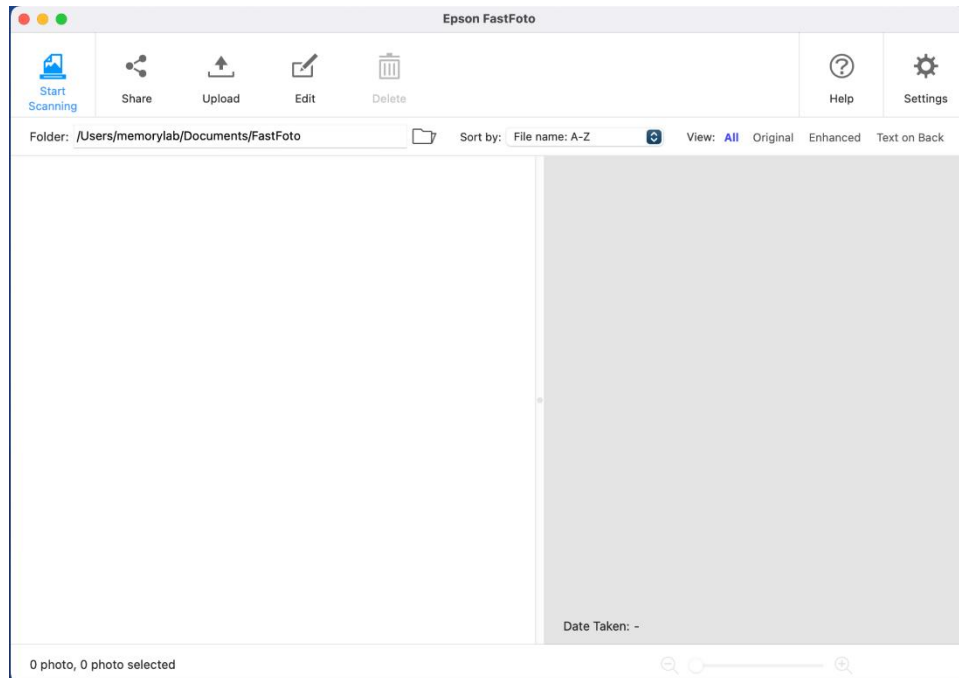 Epson FastFoto
Start Scanning
Share
Upload
Edit
Delete
Help
Settings
Folder: /Users/memorylab/Documents/FastFoto
Sort by: File name: A-Z
View: All Original Enhanced Text on Back
Date Taken: -
0 photo, 0 photo selected